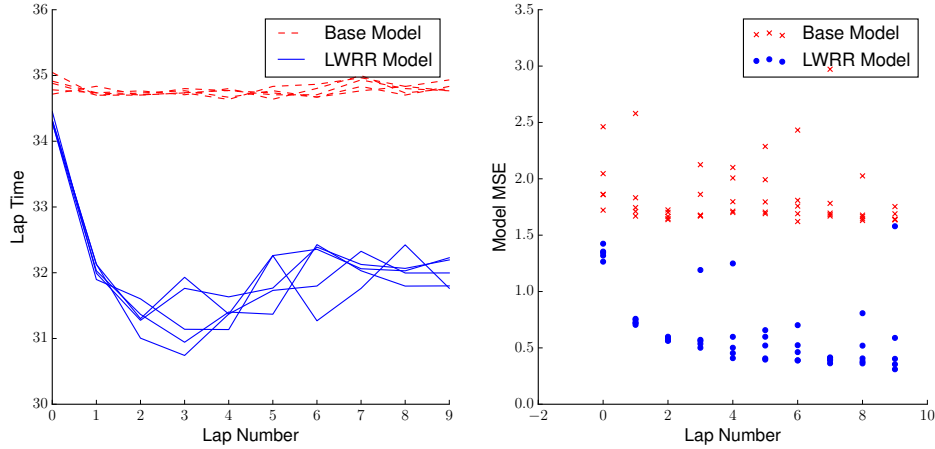 36
35
34
33
32
31
30
Lap Time
0 1 2 3 4 5 6 7 8 9
Lap Number
Base Model
LWRR Model
3.5
3.0
2.5
2.0
1.5
1.0
0.5
0.0
Model MSE
−2 0 2 4 6 8 10
Lap Number
Base Model
LWRR Model